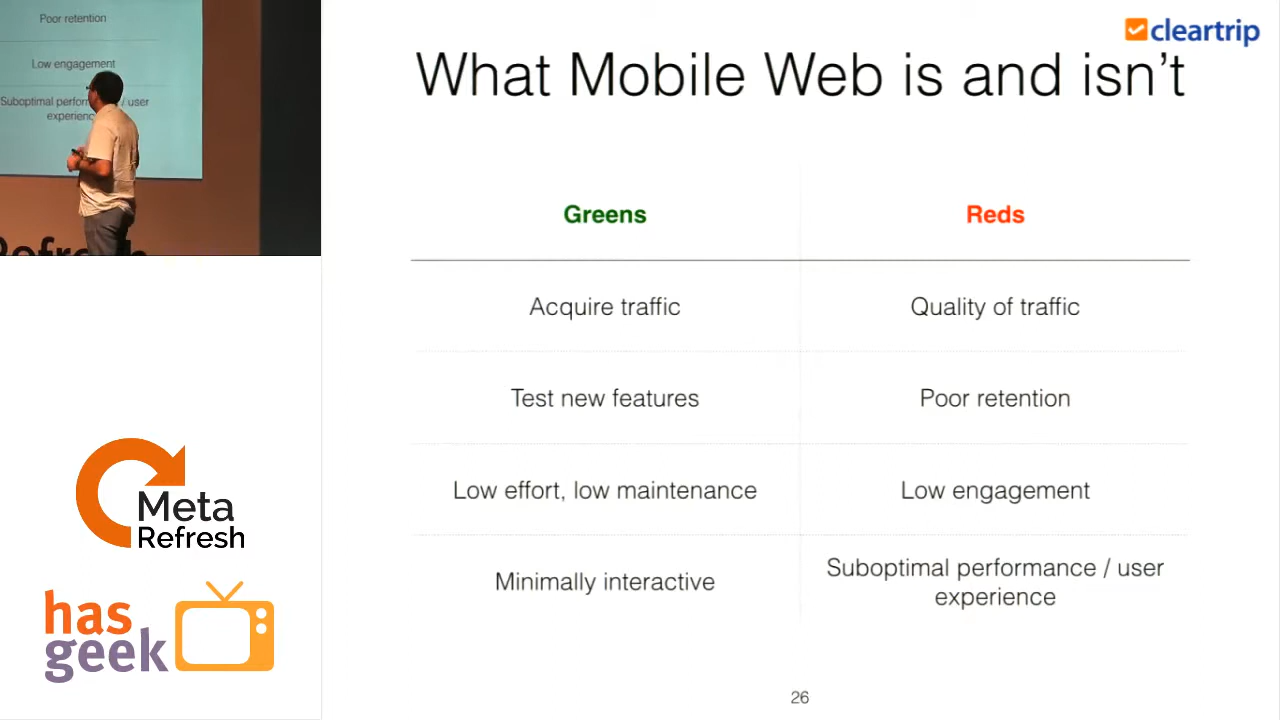 Poor retention
Low engagement
Suboptimal perfor / user
experienc
Refresh
cleartrip
What Mobile Web is and isn't
Greens
Reds
Acquire traffic
Quality of traffic
Test new features
Poor retention
Low effort, low maintenance
Low engagement
Minimally interactive
Suboptimal performance / user
experience
Meta
Refresh
has
geek
26